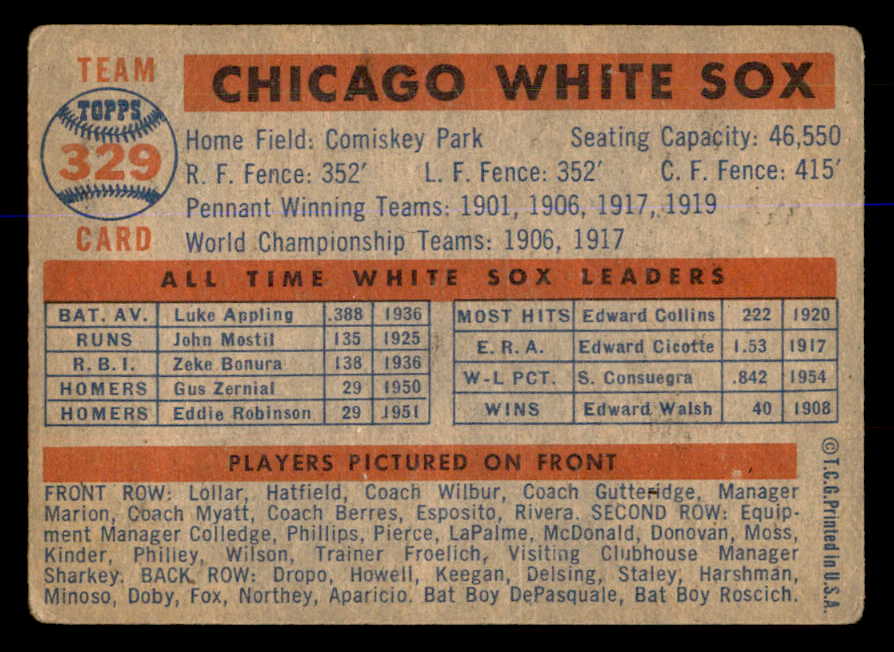 TEAM
TOPPS
329
CARD
CHICAGO WHITE SOX
Home Field: Comiskey Park Seating Capacity: 46,550
R. F. Fence: 352' L. F. Fence: 352' C. F. Fence: 415'
Pennant Winning Teams: 1901, 1906, 1917, 1919
World Championship Teams: 1906, 1917
ALL TIME WHITE SOX LEADERS
BAT. AV. Luke Appling .388 1936
RUNS John Mostil 135 1925
R.B.I. Zeke Bonura 138 1936
HOMERS Gus Zernial 29 1950
HOMERS Eddie Robinson 29 1951
MOST HITS Edward Collins 222 1920
E.R.A. Edward Cicotte 1.53 1917
W-L PCT. S. Consuegra .842 1954
WINS Edward Walsh 40 1908
PLAYERS PICTURED ON FRONT
FRONT ROW: Lollar, Hatfield, Coach Wilbur, Coach Gutteridge, Manager
Marion, Coach Myatt, Coach Berres, Esposito, Rivera. SECOND ROW: Equip-
ment Manager Colledge, Phillips, Pierce, LaPalme, McDonald, Donovan, Moss,
Kinder, Philley, Wilson, Trainer Froelich, Visiting Clubhouse Manager
Sharkey. BACK ROW: Dropo, Howell, Keegan, Delsing, Staley, Harshman,
Minoso, Doby, Fox, Northey, Aparicio. Bat Boy DePasquale, Bat Boy Roscich.
©T.C.G. Printed in U.S.A.